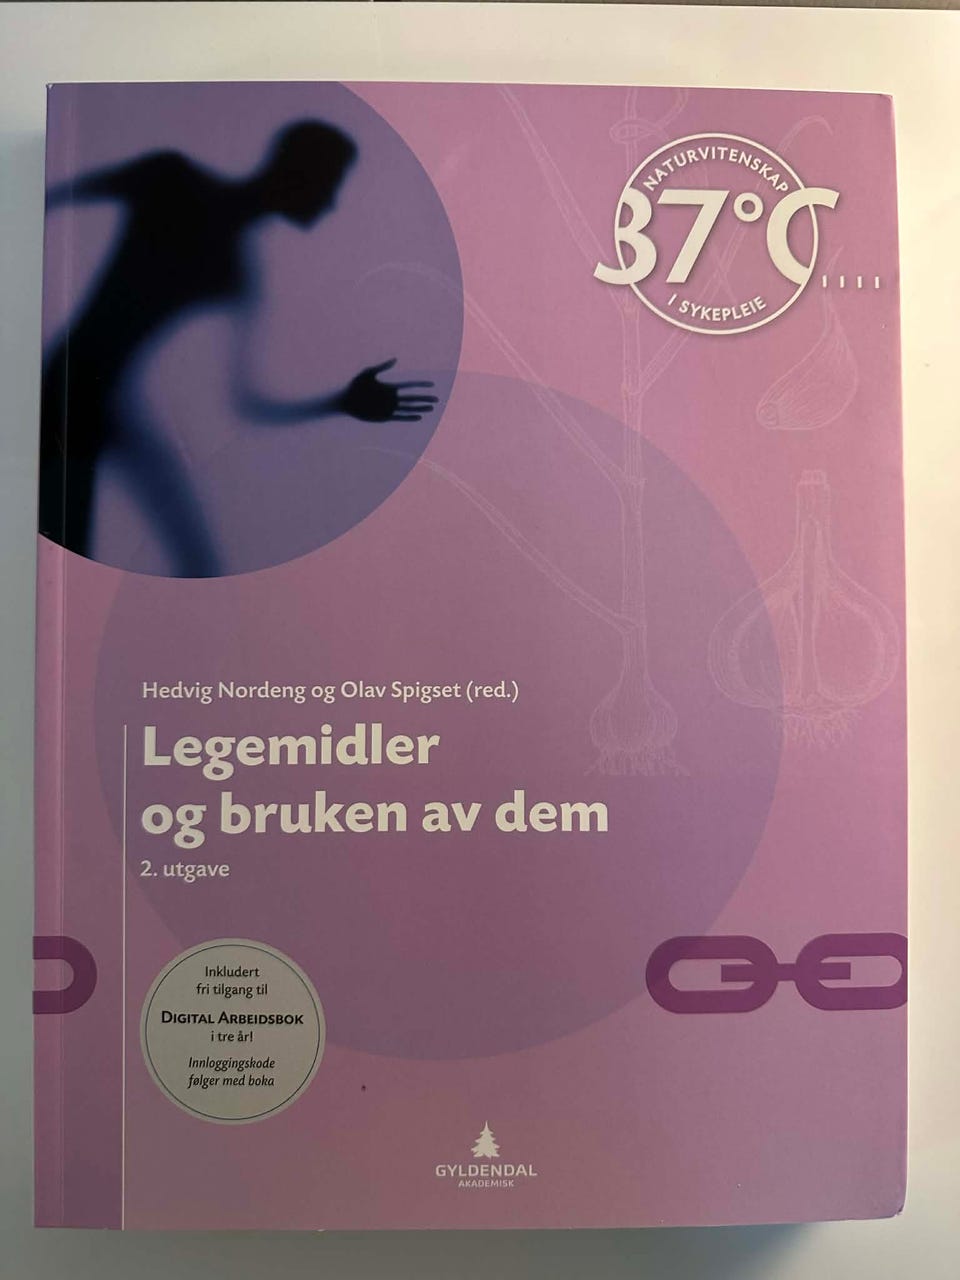 NATURVITENSKAP
37°C
I SYKEPLEIE
Hedvig Nordeng og Olav Spigset (red.)
Legemidler
og bruken av dem
2. utgave
Inkludert
fri tilgang til
DIGITAL ARBEIDSBOK
i tre år!
Innloggingskode
følger med boka
GYLDENDAL
AKADEMISK